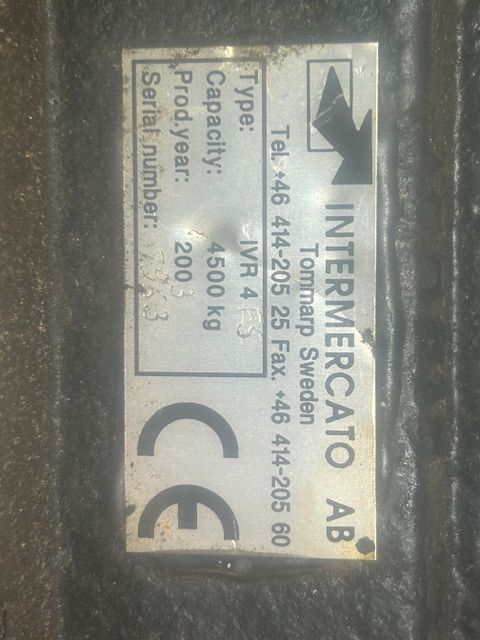 INTERMERCATO AB
Tommarp Sweden
Tel. +46 414-205 25 Fax. +46 414-205 60
Type: IVR 4
Capacity: 4500 kg
Prod.year: 200
Serial number:
CE